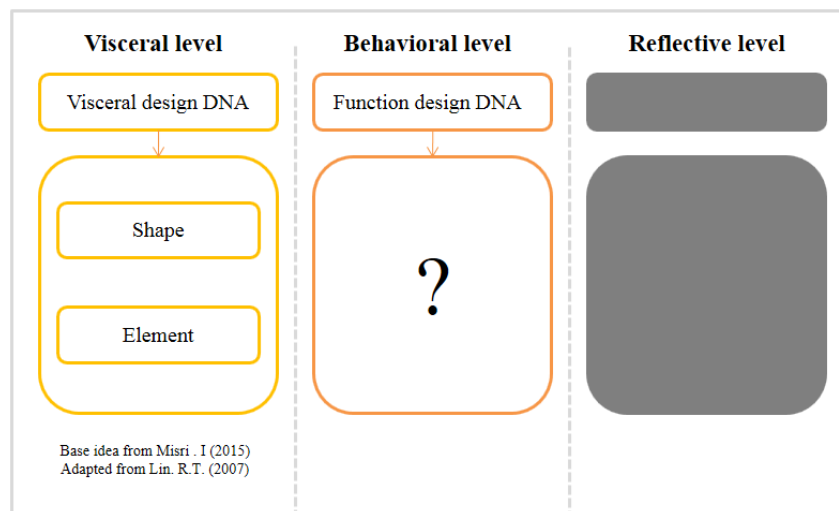 Visceral level
Behavioral level
Reflective level
Visceral design DNA
Function design DNA
Shape
?
Element
Base idea from Misri . I (2015)
Adapted from Lin. R.T. (2007)